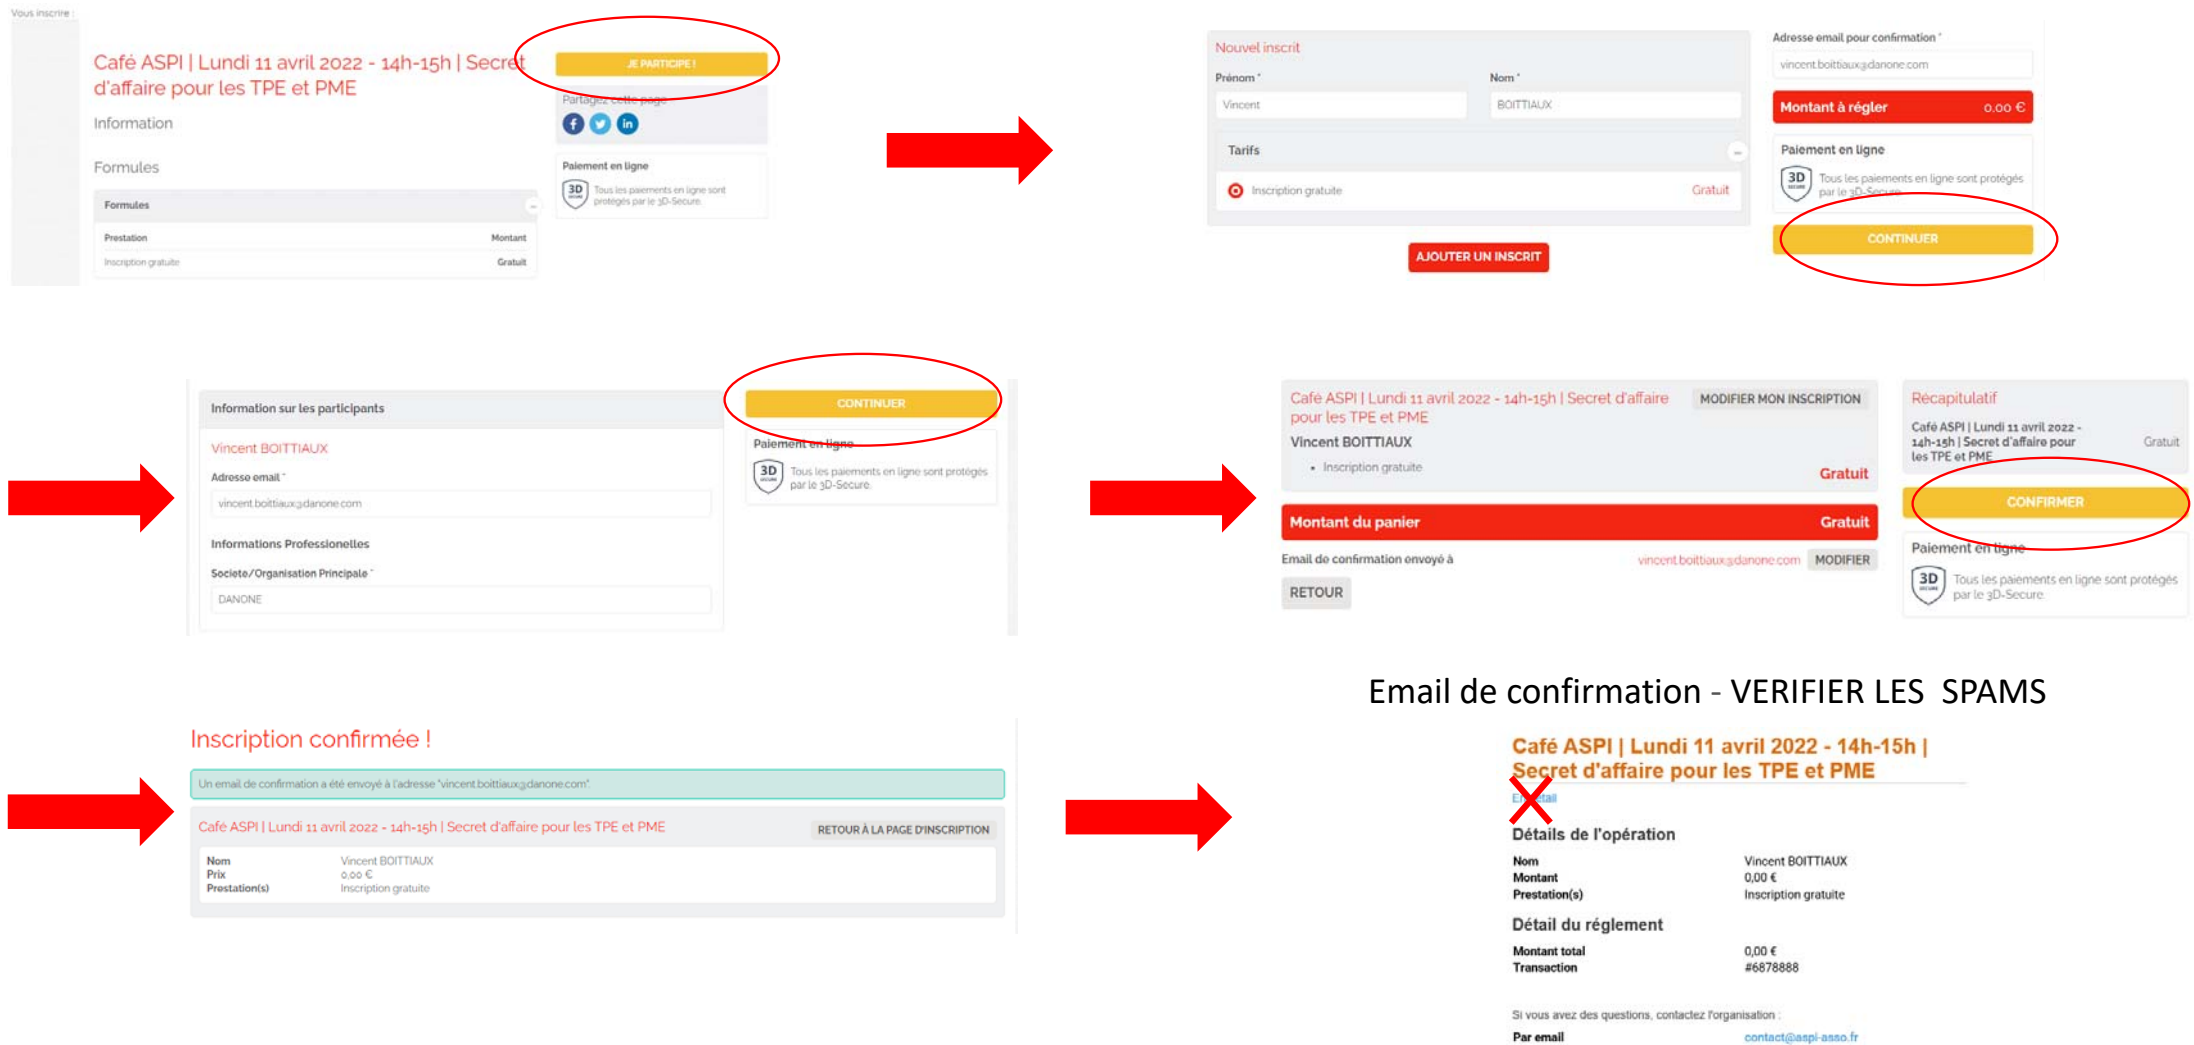 Vous inscrire :
Café ASPI | Lundi 11 avril 2022 - 14h-15h | Secret
d'affaire pour les TPE et PME
Information
Formules
Formules
Prestation Montant
Inscription gratuite Gratuit
JE PARTICIPE !
Partagez cette page
Paiement en ligne
3D SECURE
Tous les paiements en ligne sont
protégés par le 3D-Secure.
Nouvel inscrit
Prénom * Nom *
Vincent BOITTIAUX
Tarifs
Inscription gratuite Gratuit
AJOUTER UN INSCRIT
Adresse email pour confirmation *
vincent.boittiaux@danone.com
Montant à régler 0,00 €
Paiement en ligne
3D SECURE
Tous les paiements en ligne sont protégés
par le 3D-Secure.
CONTINUER
Information sur les participants
Vincent BOITTIAUX
Adresse email *
vincent.boittiaux@danone.com
Informations Professionelles
Societe/Organisation Principale *
DANONE
CONTINUER
Paiement en ligne
3D SECURE
Tous les paiements en ligne sont protégés
par le 3D-Secure.
Café ASPI | Lundi 11 avril 2022 - 14h-15h | Secret d'affaire
pour les TPE et PME
MODIFIER MON INSCRIPTION
Vincent BOITTIAUX
• Inscription gratuite
Gratuit
Montant du panier Gratuit
Email de confirmation envoyé à vincent.boittiaux@danone.com MODIFIER
RETOUR
Récapitulatif
Café ASPI | Lundi 11 avril 2022 -
14h-15h | Secret d'affaire pour Gratuit
les TPE et PME
CONFIRMER
Paiement en ligne
3D SECURE
Tous les paiements en ligne sont protégés
par le 3D-Secure.
Inscription confirmée !
Un email de confirmation a été envoyé à l'adresse "vincent.boittiaux@danone.com".
Café ASPI | Lundi 11 avril 2022 - 14h-15h | Secret d'affaire pour les TPE et PME
RETOUR À LA PAGE D'INSCRIPTION
Nom Vincent BOITTIAUX
Prix 0,00 €
Prestation(s) Inscription gratuite
Email de confirmation - VERIFIER LES SPAMS
Café ASPI | Lundi 11 avril 2022 - 14h-15h |
Secret d'affaire pour les TPE et PME
En détail
Détails de l'opération
Nom Vincent BOITTIAUX
Montant 0,00 €
Prestation(s) Inscription gratuite
Détail du réglement
Montant total 0,00 €
Transaction #6878888
Si vous avez des questions, contactez l'organisation :
Par email contact@aspi-asso.fr